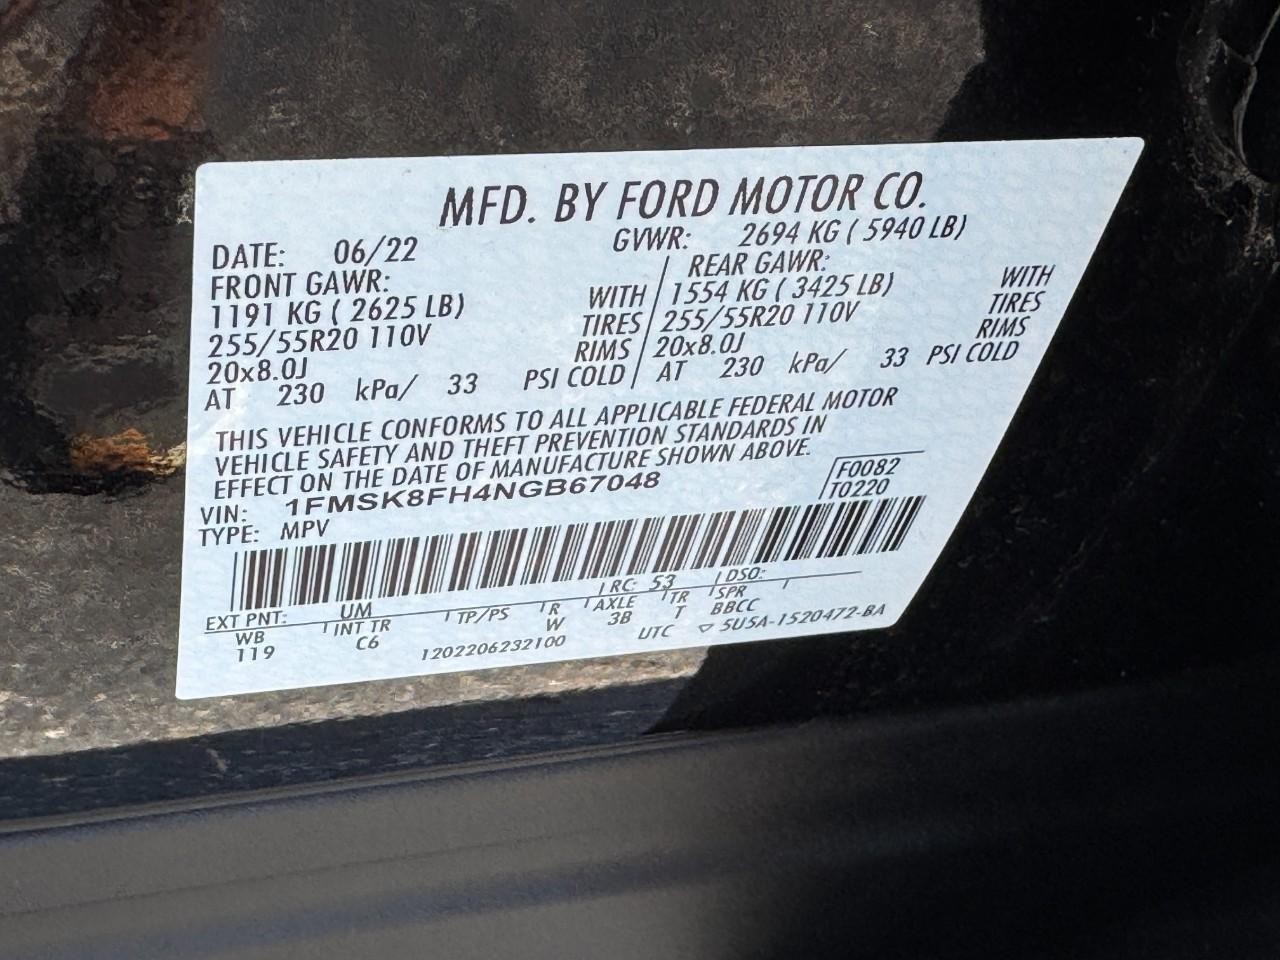 MFD. BY FORD MOTOR CO.
DATE: 06/22 GVWR: 2694 KG ( 5940 LB)
FRONT GAWR: REAR GAWR:
1191 KG ( 2625 LB) WITH / 1554 KG ( 3425 LB) WITH
255/55R20 110V TIRES 255/55R20 110V TIRES
20x8.0J RIMS 20x8.0J RIMS
AT 230 kPa/ 33 PSI COLD / AT 230 kPa/ 33 PSI COLD
THIS VEHICLE CONFORMS TO ALL APPLICABLE FEDERAL MOTOR
VEHICLE SAFETY AND THEFT PREVENTION STANDARDS IN
EFFECT ON THE DATE OF MANUFACTURE SHOWN ABOVE.
VIN: 1FMSK8FH4NGB67048 F0082
TYPE: MPV T0220
EXT PNT: UM RC: 53 DSO:
WB INT TR TP/PS R AXLE TR SPR
119 C6 W 3B T BBCC
1202206232100 UTC ▽ 5U5A-1520472-BA